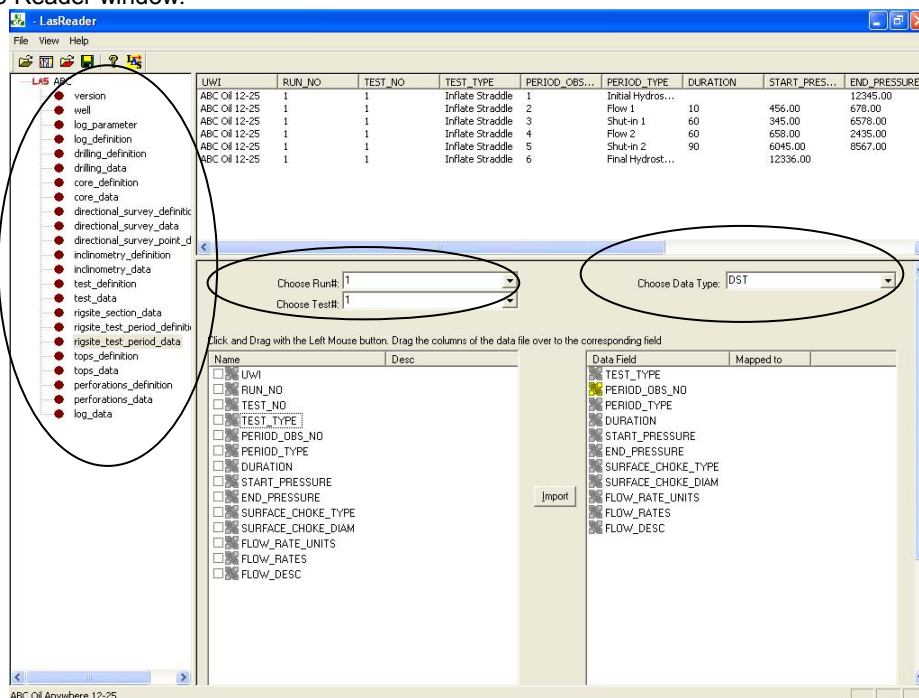 Reader window.
- LasReader
File View Help
LAS
version
well
log_parameter
log_definition
drilling_definition
drilling_data
core_definition
core_data
directional_survey_definitic
directional_survey_data
directional_survey_point_d
inclinometry_definition
inclinometry_data
test_definition
test_data
rigsite_section_data
rigsite_test_period_definiti
rigsite_test_period_data
tops_definition
tops_data
perforations_definition
perforations_data
log_data
UWI RUN_NO TEST_NO TEST_TYPE PERIOD_OBS... PERIOD_TYPE DURATION START_PRES... END_PRESSURE
ABC Oil 12-25 1 1 Inflate Straddle 1 Initial Hydros... 12345.00
ABC Oil 12-25 1 1 Inflate Straddle 2 Flow 1 10 456.00 678.00
ABC Oil 12-25 1 1 Inflate Straddle 3 Shut-in 1 60 345.00 6578.00
ABC Oil 12-25 1 1 Inflate Straddle 4 Flow 2 60 658.00 2435.00
ABC Oil 12-25 1 1 Inflate Straddle 5 Shut-in 2 90 6045.00 8567.00
ABC Oil 12-25 1 1 Inflate Straddle 6 Final Hydrost... 12336.00
Choose Run#: 1
Choose Test#: 1
Choose Data Type: DST
Click and Drag with the Left Mouse button. Drag the columns of the data file over to the corresponding field
Name Desc
UWI
RUN_NO
TEST_NO
TEST_TYPE
PERIOD_OBS_NO
PERIOD_TYPE
DURATION
START_PRESSURE
END_PRESSURE
SURFACE_CHOKE_TYPE
SURFACE_CHOKE_DIAM
FLOW_RATE_UNITS
FLOW_RATES
FLOW_DESC
Import
Data Field Mapped to
TEST_TYPE
PERIOD_OBS_NO
PERIOD_TYPE
DURATION
START_PRESSURE
END_PRESSURE
SURFACE_CHOKE_TYPE
SURFACE_CHOKE_DIAM
FLOW_RATE_UNITS
FLOW_RATES
FLOW_DESC
ABC Oil Anywhere 12-25